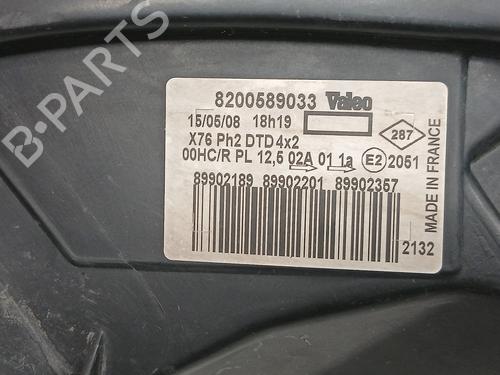 8200589033 Valeo
15/05/08 18h19
X76 Ph2 DTD 4x2
287
00HC/R PL 12,5 02A 01 1a E2 2051
89902189 89902201 89902357
2132
MADE IN FRANCE
B-PARTS